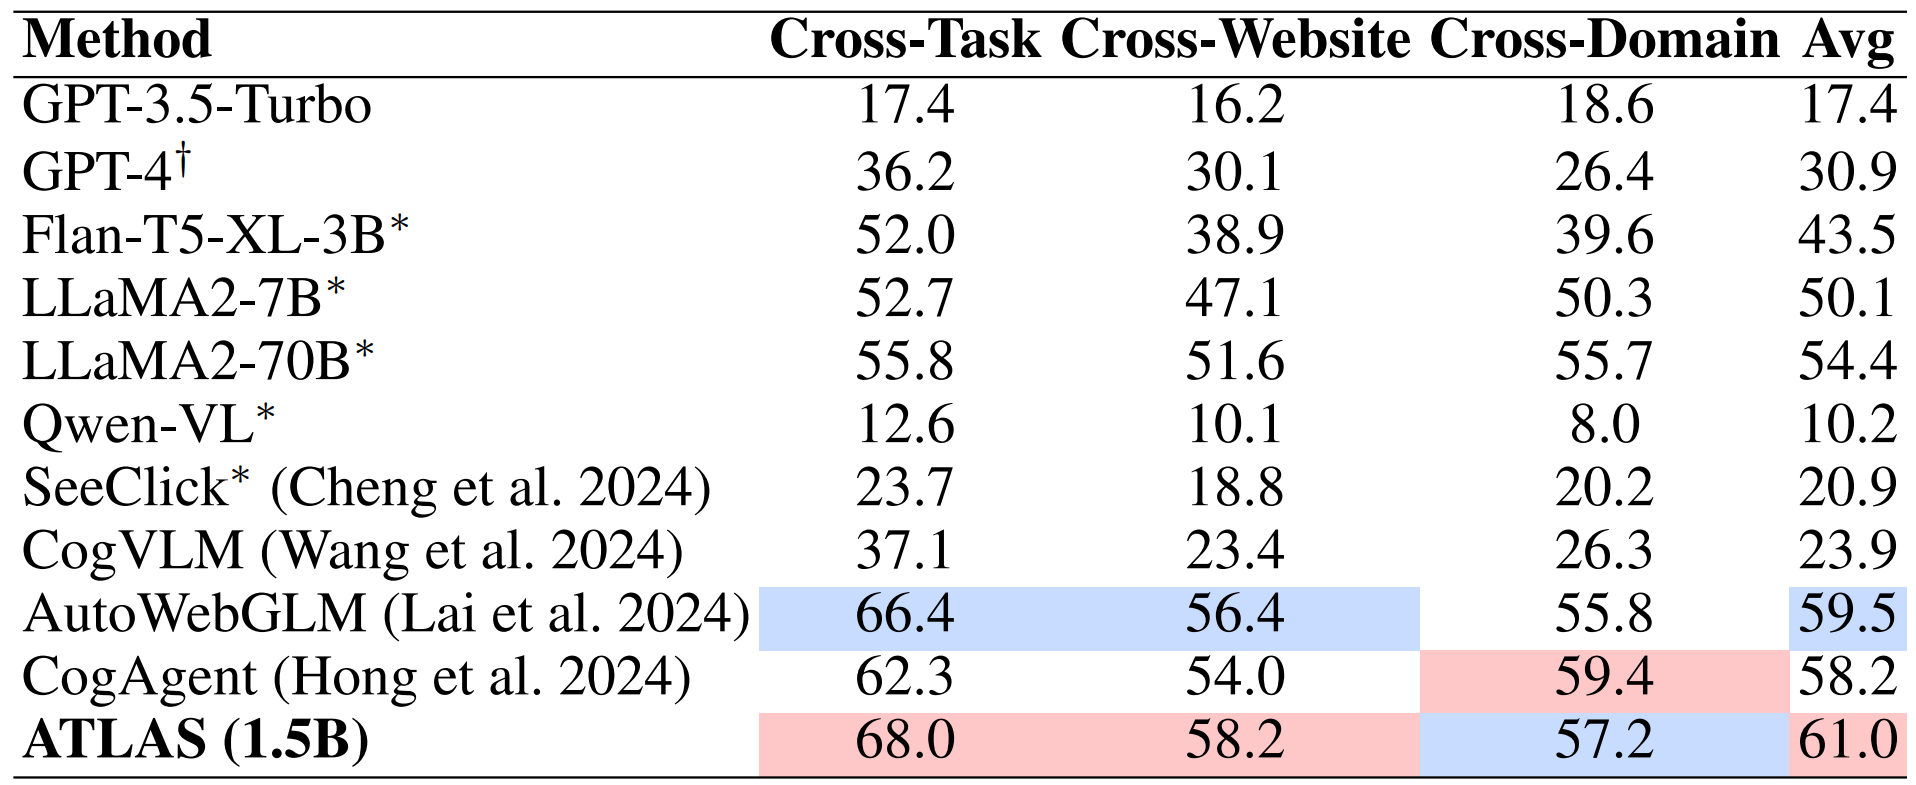 Method Cross-Task Cross-Website Cross-Domain Avg
GPT-3.5-Turbo 17.4 16.2 18.6 17.4
GPT-4† 36.2 30.1 26.4 30.9
Flan-T5-XL-3B* 52.0 38.9 39.6 43.5
LLaMA2-7B* 52.7 47.1 50.3 50.1
LLaMA2-70B* 55.8 51.6 55.7 54.4
Qwen-VL* 12.6 10.1 8.0 10.2
SeeClick* (Cheng et al. 2024) 23.7 18.8 20.2 20.9
CogVLM (Wang et al. 2024) 37.1 23.4 26.3 23.9
AutoWebGLM (Lai et al. 2024) 66.4 56.4 55.8 59.5
CogAgent (Hong et al. 2024) 62.3 54.0 59.4 58.2
ATLAS (1.5B) 68.0 58.2 57.2 61.0